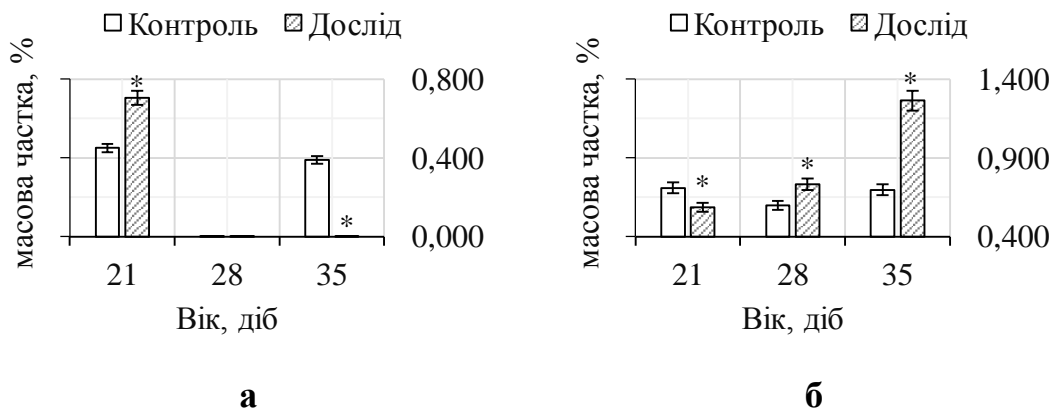 Контроль Дослід
масова частка, %
0,800
0,400
0,000
*
*
21 28 35
Вік, діб
а
Контроль Дослід
масова частка, %
1,400
0,900
0,400
*
*
*
21 28 35
Вік, діб
б